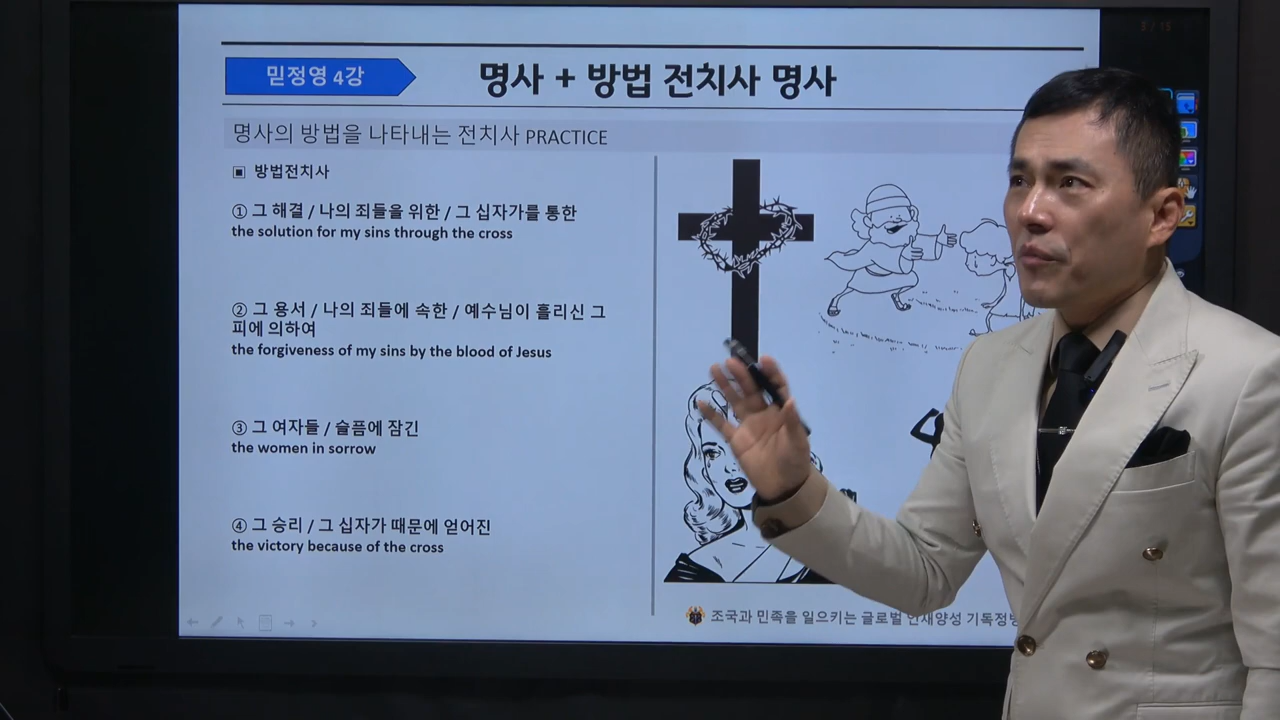 믿정영 4강
명사 + 방법 전치사 명사
명사의 방법을 나타내는 전치사 PRACTICE
▣ 방법전치사
① 그 해결 / 나의 죄들을 위한 / 그 십자가를 통한
the solution for my sins through the cross
② 그 용서 / 나의 죄들에 속한 / 예수님이 흘리신 그
피에 의하여
the forgiveness of my sins by the blood of Jesus
③ 그 여자들 / 슬픔에 잠긴
the women in sorrow
④ 그 승리 / 그 십자가 때문에 얻어진
the victory because of the cross
조국과 민족을 일으키는 글로벌 인재양성